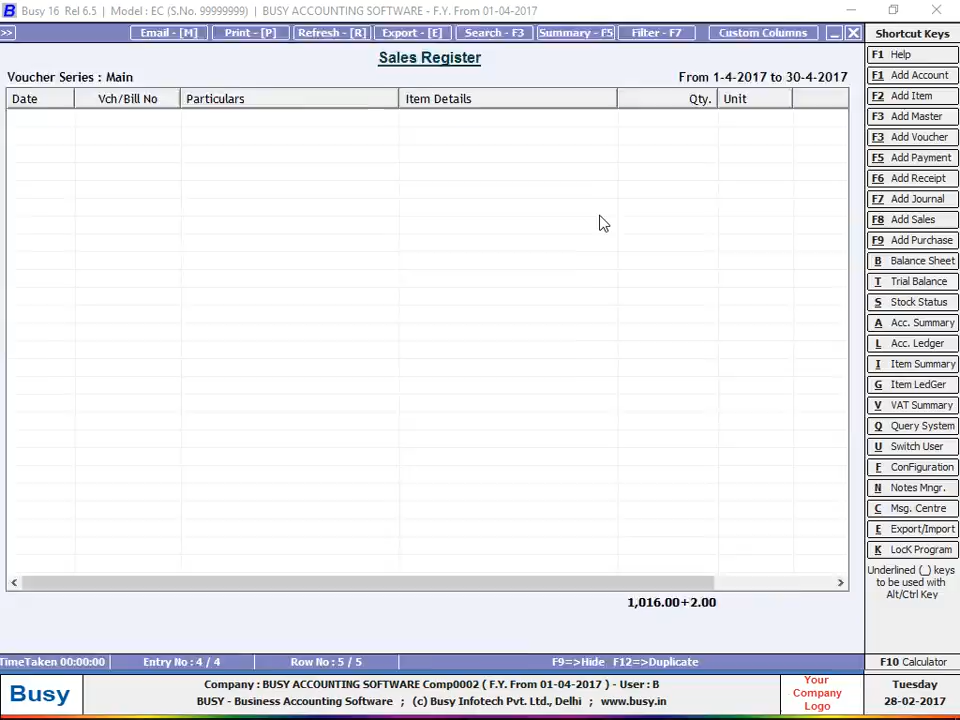 Busy 16 Rel 6.5 | Model : EC (S.No. 99999999) | BUSY ACCOUNTING SOFTWARE - F.Y. From 01-04-2017
>> Email - [M] Print - [P] Refresh - [R] Export - [E] Search - F3 Summary - F5 Filter - F7 Custom Columns
Sales Register
Voucher Series : Main From 1-4-2017 to 30-4-2017
Date Vch/Bill No Particulars Item Details Qty. Unit
1,016.00+2.00
TimeTaken 00:00:00 Entry No : 4 / 4 Row No : 5 / 5 F9=>Hide F12=>Duplicate
Busy
Company : BUSY ACCOUNTING SOFTWARE Comp0002 ( F.Y. From 01-04-2017 ) - User : B
BUSY - Business Accounting Software ; (c) Busy Infotech Pvt. Ltd., Delhi ; www.busy.in
Your
Company
Logo
Shortcut Keys
F1 Help
F1 Add Account
F2 Add Item
F3 Add Master
F3 Add Voucher
F5 Add Payment
F6 Add Receipt
F7 Add Journal
F8 Add Sales
F9 Add Purchase
B Balance Sheet
T Trial Balance
S Stock Status
A Acc. Summary
L Acc. Ledger
I Item Summary
G Item LedGer
V VAT Summary
Q Query System
U Switch User
F ConFiguration
N Notes Mngr.
C Msg. Centre
E Export/Import
K LocK Program
Underlined (_) keys
to be used with
Alt/Ctrl Key
F10 Calculator
Tuesday
28-02-2017